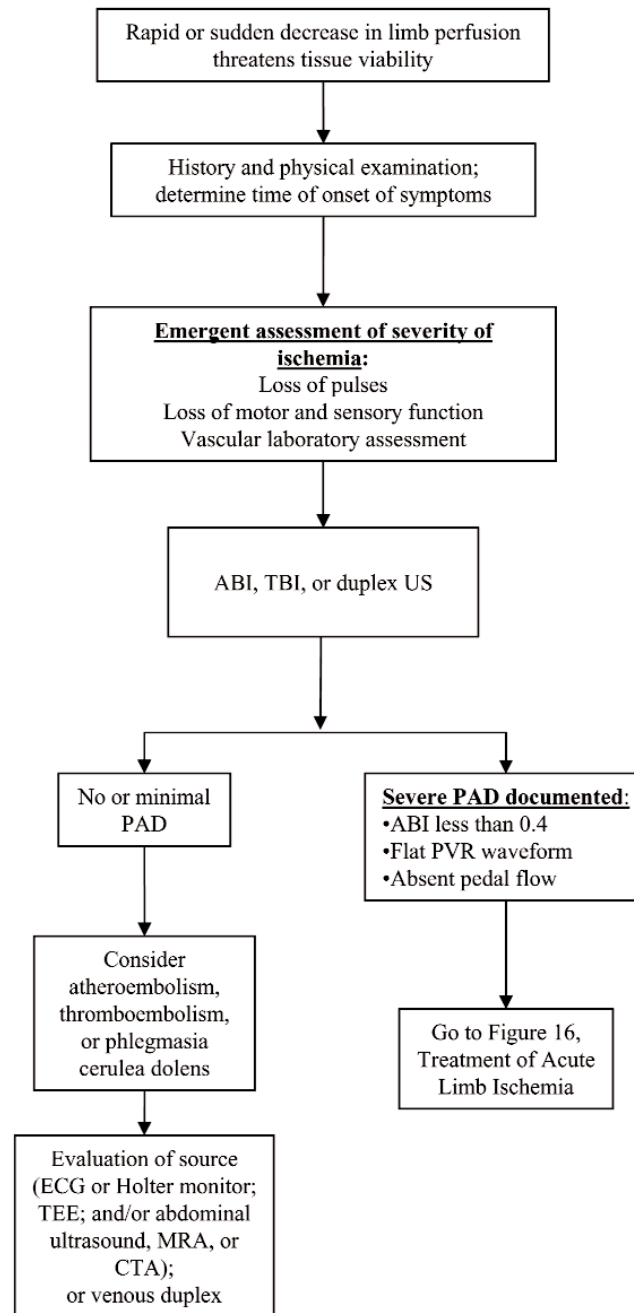 Rapid or sudden decrease in limb perfusion
threatens tissue viability
History and physical examination;
determine time of onset of symptoms
Emergent assessment of severity of
ischemia:
Loss of pulses
Loss of motor and sensory function
Vascular laboratory assessment
ABI, TBI, or duplex US
No or minimal
PAD
Severe PAD documented:
•ABI less than 0.4
•Flat PVR waveform
•Absent pedal flow
Consider
atheroembolism,
thromboembolism,
or phlegmasia
cerulea dolens
Go to Figure 16,
Treatment of Acute
Limb Ischemia
Evaluation of source
(ECG or Holter monitor;
TEE; and/or abdominal
ultrasound, MRA, or
CTA);
or venous duplex